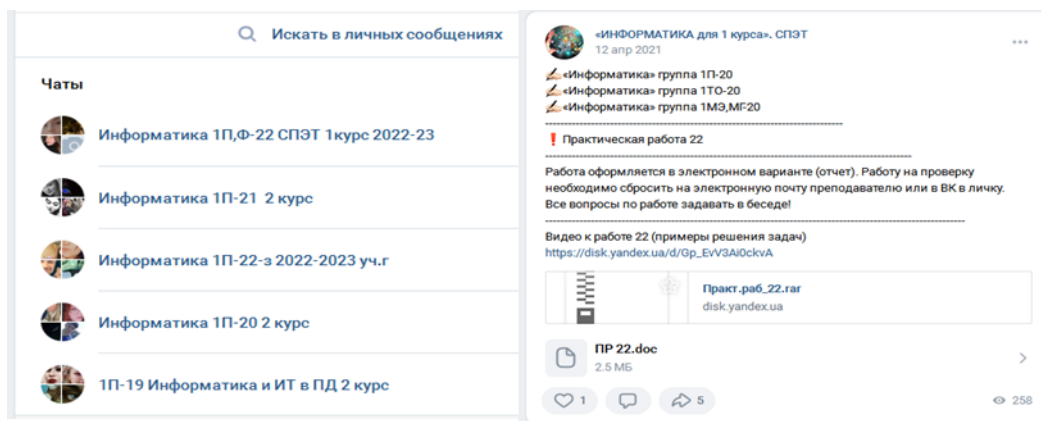 Искать в личных сообщениях
Чаты
Информатика 1П,Ф-22 СПЭТ 1курс 2022-23
Информатика 1П-21 2 курс
Информатика 1П-22-з 2022-2023 уч.г
Информатика 1П-20 2 курс
1П-19 Информатика и ИТ в ПД 2 курс
«ИНФОРМАТИКА для 1 курса». СПЭТ
12 апр 2021
✍🏻«Информатика» группа 1П-20
✍🏻«Информатика» группа 1ТО-20
✍🏻«Информатика» группа 1МЭ,МГ-20
❗ Практическая работа 22
Работа оформляется в электронном варианте (отчет). Работу на проверку
необходимо сбросить на электронную почту преподавателю или в ВК в личку.
Все вопросы по работе задавать в беседе!
Видео к работе 22 (примеры решения задач)
https://disk.yandex.ua/d/Gp_EvV3Ai0ckvA
Практ.раб_22.rar
disk.yandex.ua
ПР 22.doc
2.5 МБ
1 5 258